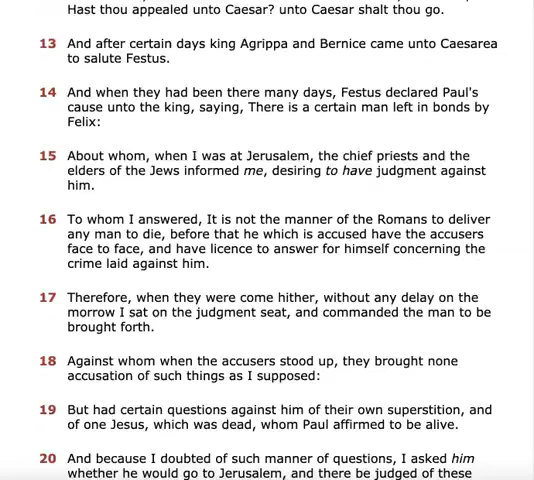 Hast thou appealed unto Caesar? unto Caesar shalt thou go.
13 And after certain days king Agrippa and Bernice came unto Caesarea
to salute Festus.
14 And when they had been there many days, Festus declared Paul's
cause unto the king, saying, There is a certain man left in bonds by
Felix:
15 About whom, when I was at Jerusalem, the chief priests and the
elders of the Jews informed me, desiring to have judgment against
him.
16 To whom I answered, It is not the manner of the Romans to deliver
any man to die, before that he which is accused have the accusers
face to face, and have licence to answer for himself concerning the
crime laid against him.
17 Therefore, when they were come hither, without any delay on the
morrow I sat on the judgment seat, and commanded the man to be
brought forth.
18 Against whom when the accusers stood up, they brought none
accusation of such things as I supposed:
19 But had certain questions against him of their own superstition, and
of one Jesus, which was dead, whom Paul affirmed to be alive.
20 And because I doubted of such manner of questions, I asked him
whether he would go to Jerusalem, and there be judged of these